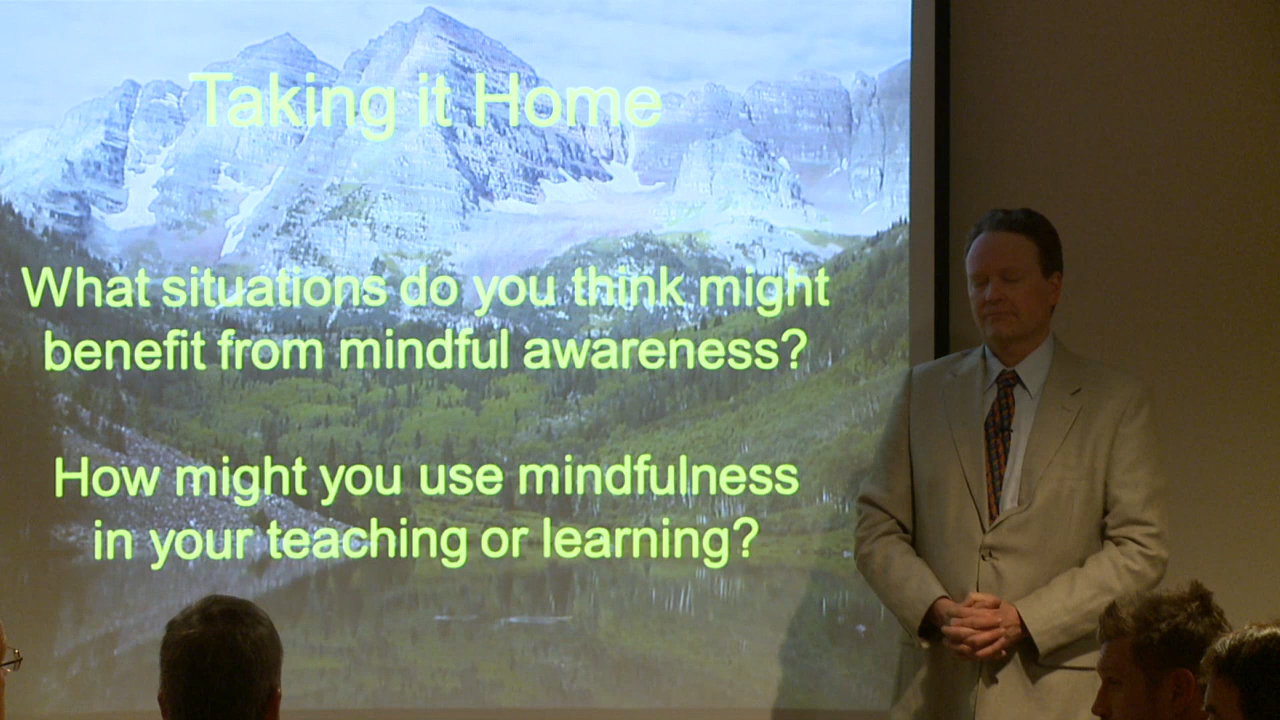 Taking it Home
What situations do you think might
benefit from mindful awareness?
How might you use mindfulness
in your teaching or learning?